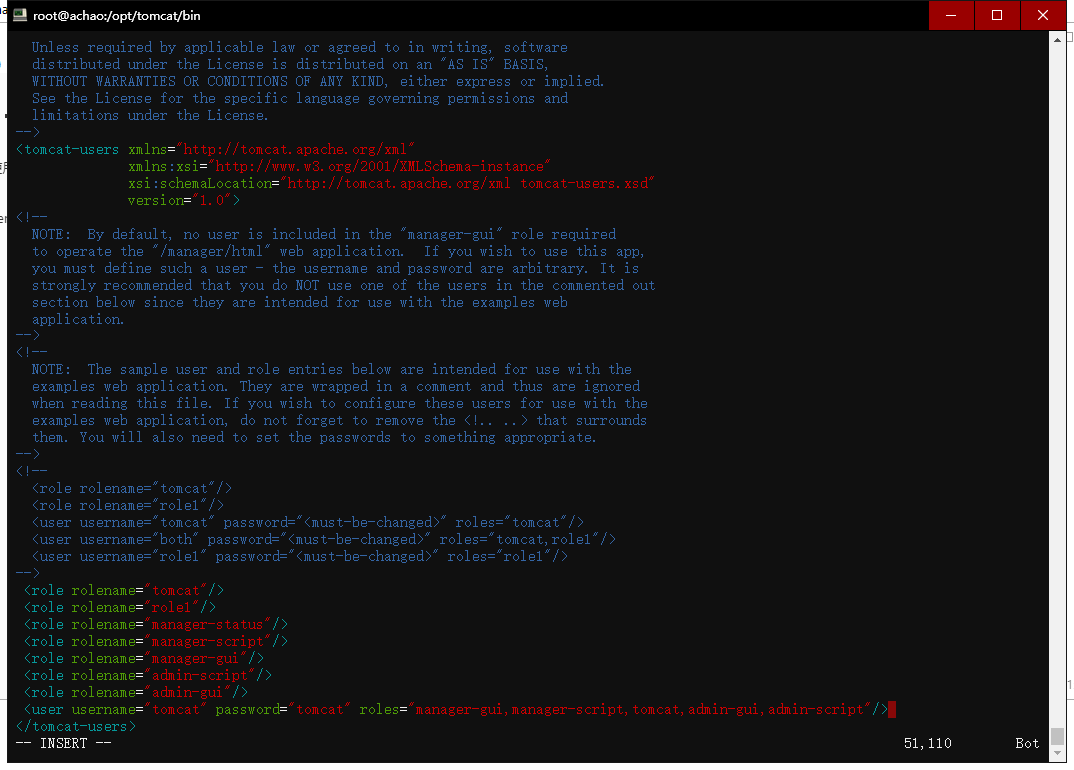 root@achao:/opt/tomcat/bin
  Unless required by applicable law or agreed to in writing, software
  distributed under the License is distributed on an "AS IS" BASIS,
  WITHOUT WARRANTIES OR CONDITIONS OF ANY KIND, either express or implied.
  See the License for the specific language governing permissions and
  limitations under the License.
-->
<tomcat-users xmlns="http://tomcat.apache.org/xml"
              xmlns:xsi="http://www.w3.org/2001/XMLSchema-instance"
              xsi:schemaLocation="http://tomcat.apache.org/xml tomcat-users.xsd"
              version="1.0">
<!--
  NOTE:  By default, no user is included in the "manager-gui" role required
  to operate the "/manager/html" web application.  If you wish to use this app,
  you must define such a user - the username and password are arbitrary. It is
  strongly recommended that you do NOT use one of the users in the commented out
  section below since they are intended for use with the examples web
  application.
-->
<!--
  NOTE:  The sample user and role entries below are intended for use with the
  examples web application. They are wrapped in a comment and thus are ignored
  when reading this file. If you wish to configure these users for use with the
  examples web application, do not forget to remove the <!.. ..> that surrounds
  them. You will also need to set the passwords to something appropriate.
-->
<!--
  <role rolename="tomcat"/>
  <role rolename="role1"/>
  <user username="tomcat" password="<must-be-changed>" roles="tomcat"/>
  <user username="both" password="<must-be-changed>" roles="tomcat,role1"/>
  <user username="role1" password="<must-be-changed>" roles="role1"/>
-->
 <role rolename="tomcat"/>
 <role rolename="role1"/>
 <role rolename="manager-status"/>
 <role rolename="manager-script"/>
 <role rolename="manager-gui"/>
 <role rolename="admin-script"/>
 <role rolename="admin-gui"/>
 <user username="tomcat" password="tomcat" roles="manager-gui,manager-script,tomcat,admin-gui,admin-script"/>
</tomcat-users>
-- INSERT -- 51,110 Bot